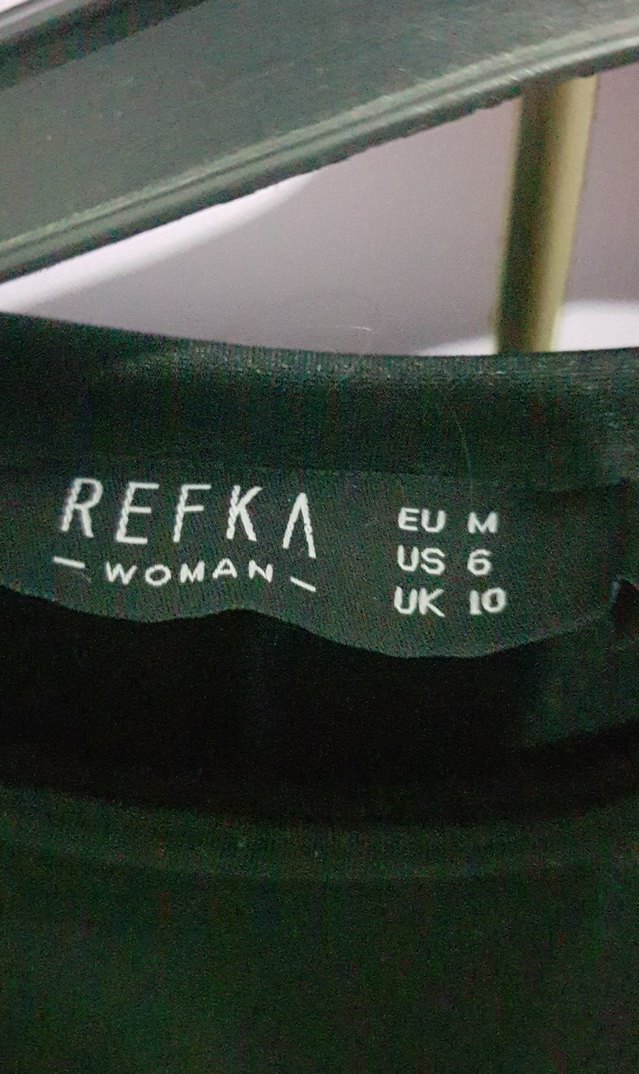 REFKA
— WOMAN —
EU M
US 6
UK 10